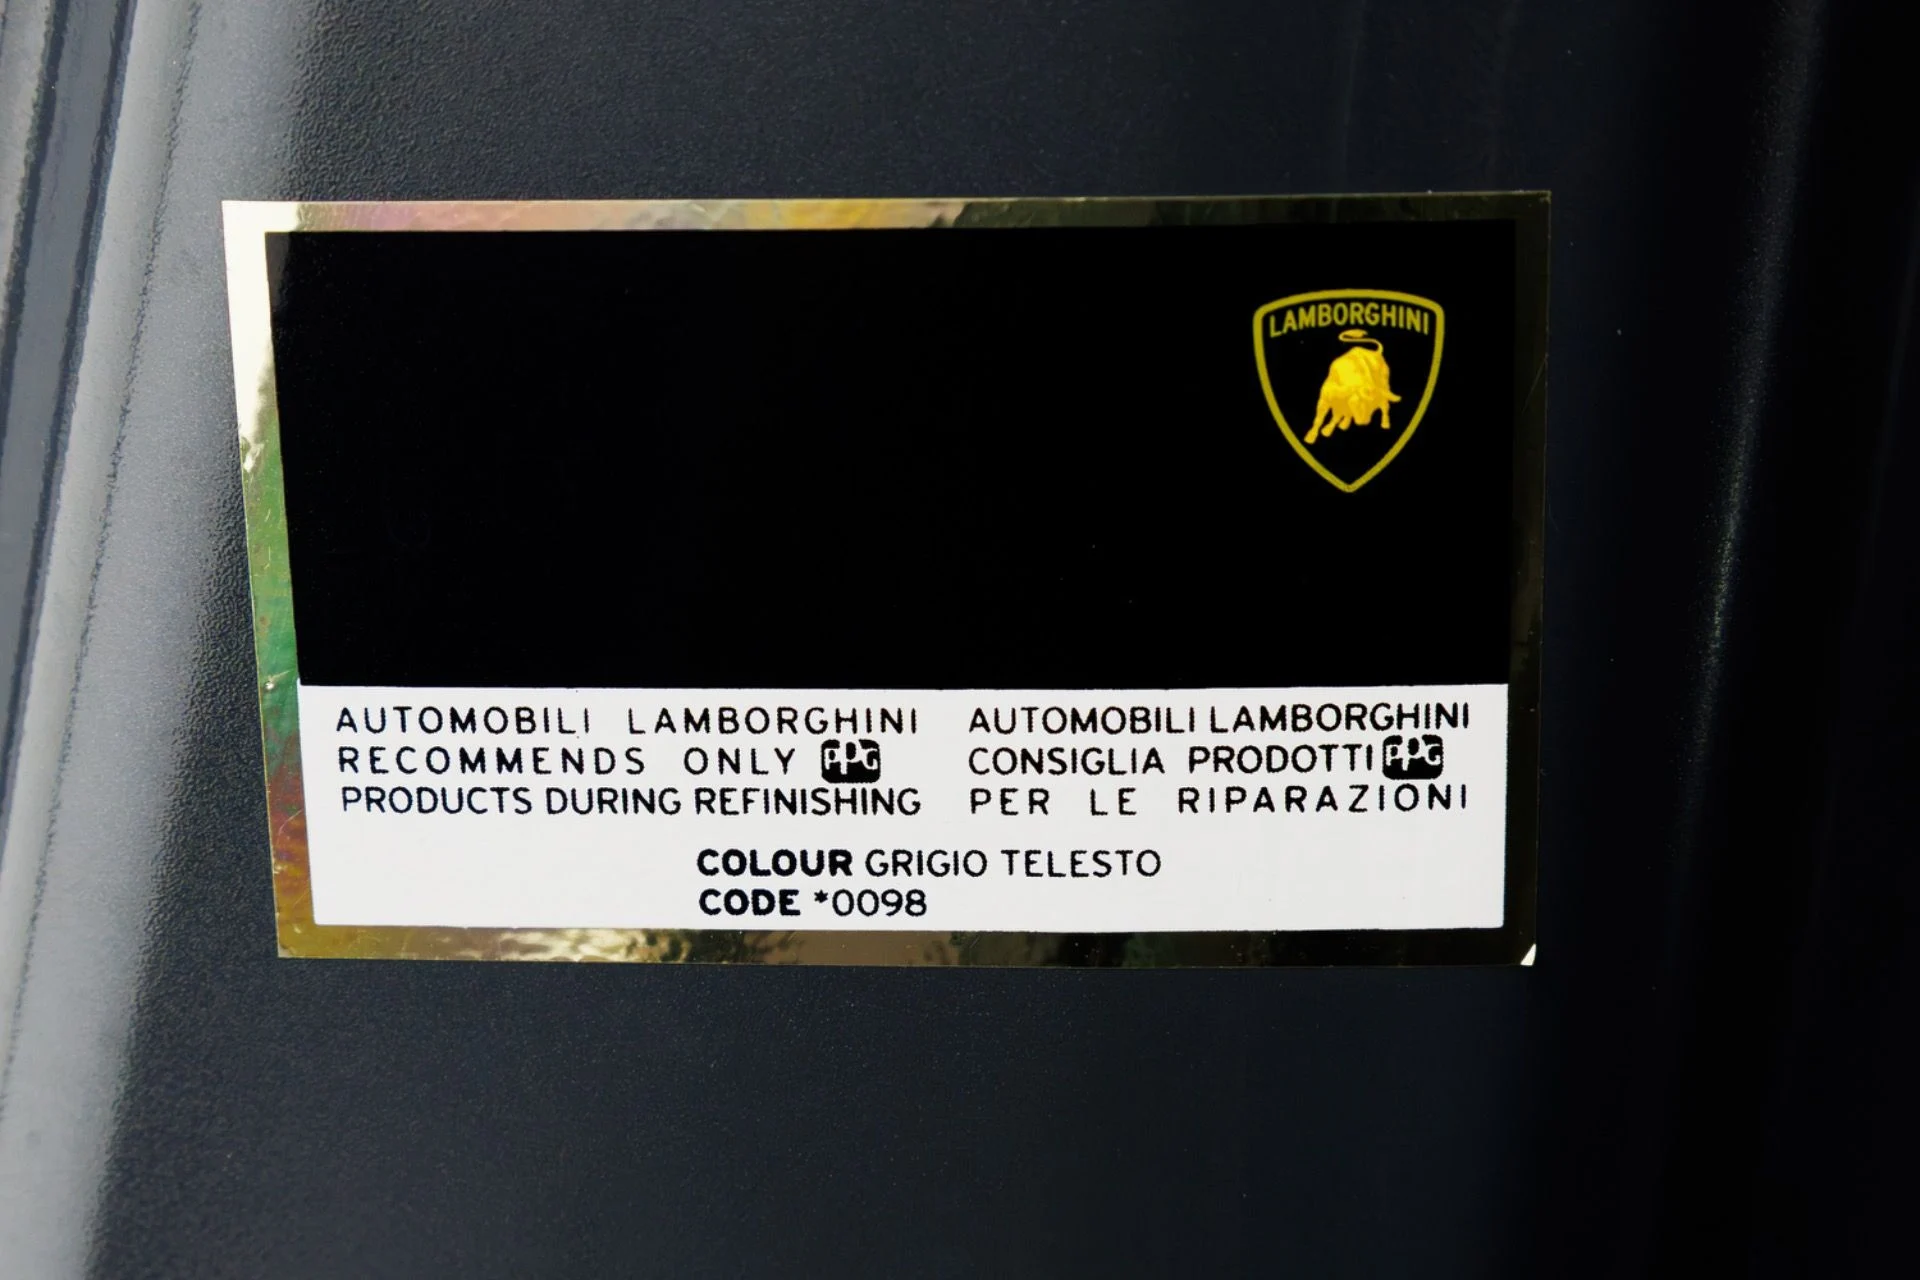 LAMBORGHINI
AUTOMOBILI LAMBORGHINI
RECOMMENDS ONLY PPG
PRODUCTS DURING REFINISHING
AUTOMOBILI LAMBORGHINI
CONSIGLIA PRODOTTI PPG
PER LE RIPARAZIONI
COLOUR GRIGIO TELESTO
CODE *0098